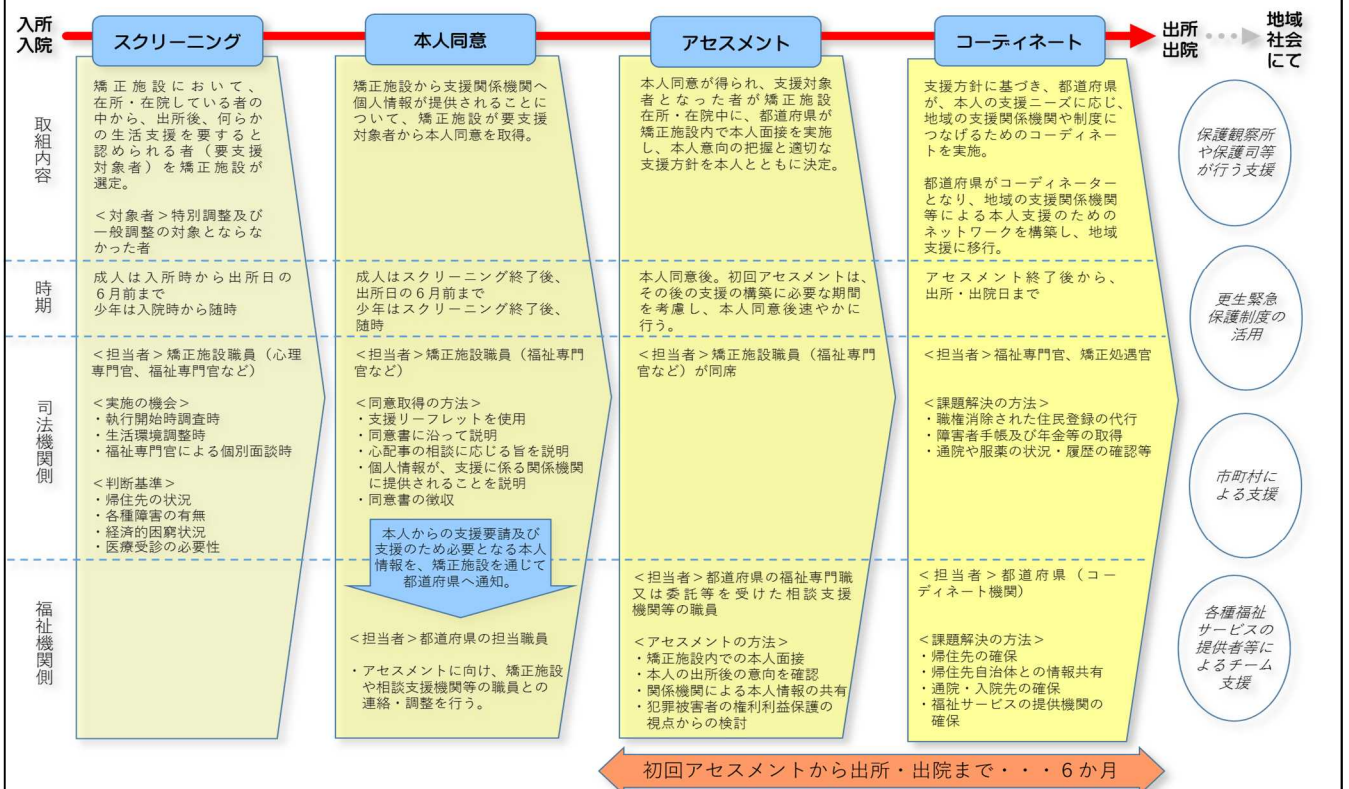 入所
入院
スクリーニング
本人同意
アセスメント
コーディネート
出所
出院
地域
社会
にて
取組内容
矯正施設において、
在所・在院している者の
中から、出所後、何らか
の生活支援を要すると
認められる者（要支援
対象者）を矯正施設が
選定。
＜対象者＞特別調整及び
一般調整の対象とならな
かった者
矯正施設から支援関係機関へ
個人情報が提供されることに
ついて、矯正施設が要支援
対象者から本人同意を取得。
本人同意が得られ、支援対象
者となった者が矯正施設
在所・在院中に、都道府県が
矯正施設内で本人面接を実施
し、本人意向の把握と適切な
支援方針を本人とともに決定。
支援方針に基づき、都道府県
が、本人の支援ニーズに応じ、
地域の支援関係機関や制度
につなげるためのコーディネー
トを実施。
都道府県がコーディネーター
となり、地域の支援関係機関
等による本人支援のための
ネットワークを構築し、地域
支援に移行。
時期
成人は入所時から出所日の
６月前まで
少年は入院時から随時
成人はスクリーニング終了後、
出所日の６月前まで
少年はスクリーニング終了後、
随時
本人同意後。初回アセスメントは、
その後の支援の構築に必要な期間
を考慮し、本人同意後速やかに
行う。
アセスメント終了後から、
出所・出院日まで
司法機関側
＜担当者＞矯正施設職員（心理
専門官、福祉専門官など）
＜実施の機会＞
・執行開始時調査時
・生活環境調整時
・福祉専門官による個別面談時
＜判断基準＞
・帰住先の状況
・各種障害の有無
・経済的困窮状況
・医療受診の必要性
＜担当者＞矯正施設職員（福祉専門
官など）
＜同意取得の方法＞
・支援リーフレットを使用
・同意書に沿って説明
・心配事の相談に応じる旨を説明
・個人情報が、支援に係る関係機関
に提供されることを説明
・同意書の徴収
＜担当者＞矯正施設職員（福祉専門
官など）が同席
＜担当者＞福祉専門官、矯正処遇官
＜課題解決の方法＞
・職権消除された住民登録の代行
・障害者手帳及び年金等の取得
・通院や服薬の状況・履歴の確認等
本人からの支援要請及び
支援のため必要となる本人
情報を、矯正施設を通じて
都道府県へ通知。
福祉機関側
＜担当者＞都道府県の担当職員
・アセスメントに向け、矯正施設
や相談支援機関等の職員との
連絡・調整を行う。
＜担当者＞都道府県の福祉専門職
又は委託等を受けた相談支援
機関等の職員
＜アセスメントの方法＞
・矯正施設内での本人面接
・本人の出所後の意向を確認
・関係機関による本人情報の共有
・犯罪被害者の権利利益保護の
視点からの検討
＜担当者＞都道府県（コー
ディネート機関）
＜課題解決の方法＞
・帰住先の確保
・帰住先自治体との情報共有
・通院・入院先の確保
・福祉サービスの提供機関の
確保
保護観察所
や保護司等
が行う支援
更生緊急
保護制度の
活用
市町村に
よる支援
各種福祉
サービスの
提供者等に
よるチーム
支援
初回アセスメントから出所・出院まで・・・６か月